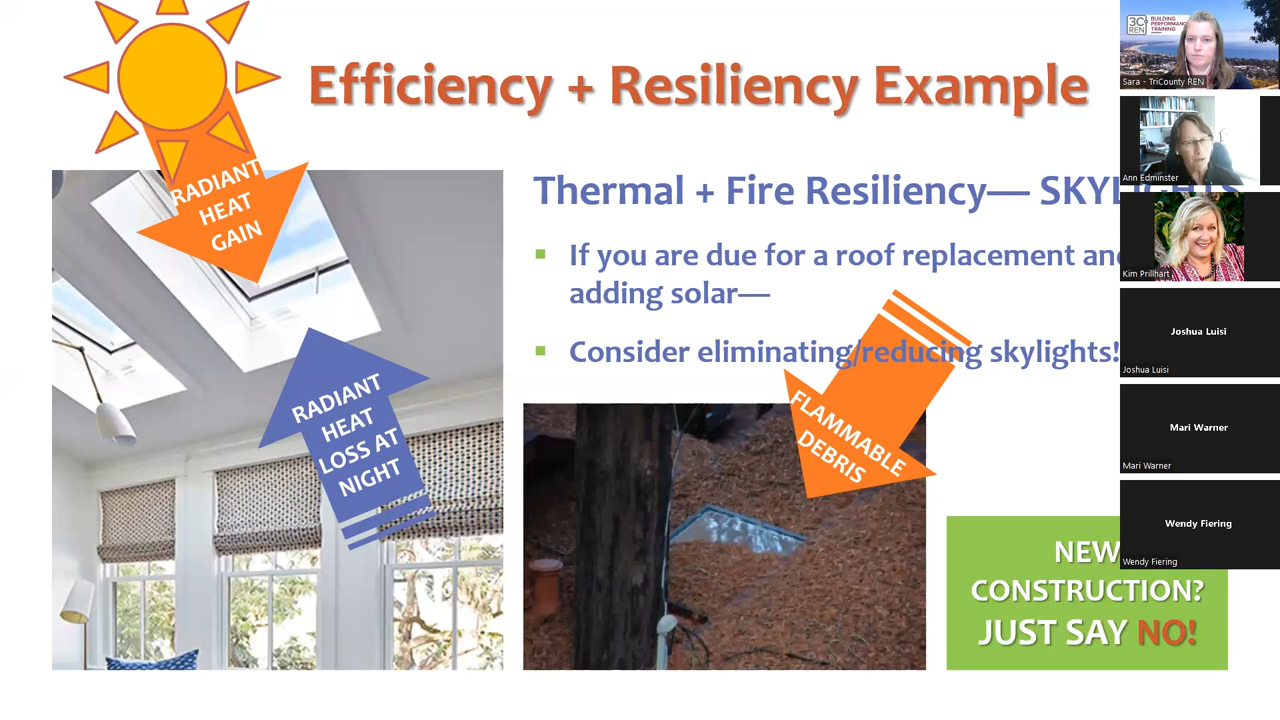 Efficiency + Resiliency Example
RADIANT
HEAT
GAIN
Thermal + Fire Resiliency— SKYLIGHTS
If you are due for a roof replacement and
adding solar—
Consider eliminating/reducing skylights!
RADIANT
HEAT
LOSS AT
NIGHT
FLAMMABLE
DEBRIS
NEW
CONSTRUCTION?
JUST SAY NO!
3C
REN
BUILDING
PERFORMANCE
TRAINING
Sara - TriCounty REN
Ann Edminster
Kim Prillhart
Joshua Luisi
Joshua Luisi
Mari Warner
Mari Warner
Wendy Fiering
Wendy Fiering